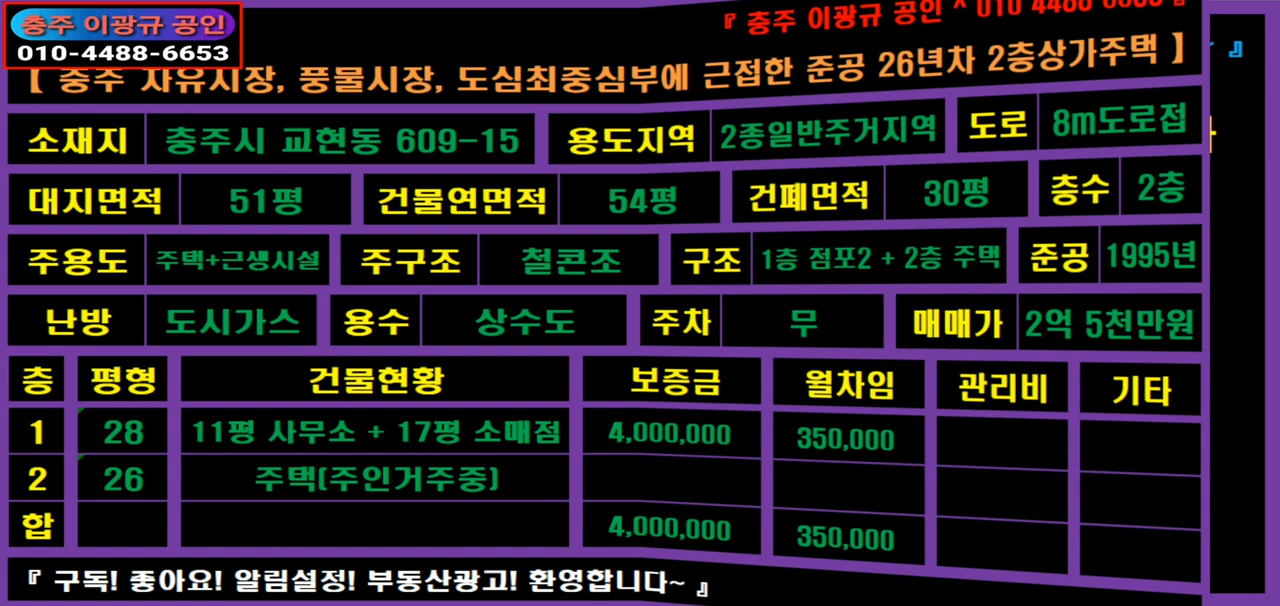 충주 이광규 공인
010-4488-6653
『 충주 이광규 공인 ^ 010 4488 6653 』
【 충주 자유시장, 풍물시장, 도심최중심부에 근접한 준공 26년차 2층상가주택 】
소재지 충주시 교현동 609-15 용도지역 2종일반주거지역 도로 8m도로접
대지면적 51평 건물연면적 54평 건폐면적 30평 층수 2층
주용도 주택+근생시설 주구조 철콘조 구조 1층 점포2 + 2층 주택 준공 1995년
난방 도시가스 용수 상수도 주차 무 매매가 2억 5천만원
층 평형 건물현황 보증금 월차임 관리비 기타
1 28 11평 사무소 + 17평 소매점 4,000,000 350,000
2 26 주택(주인거주중)
합 4,000,000 350,000
『 구독! 좋아요! 알림설정! 부동산광고! 환영합니다~ 』